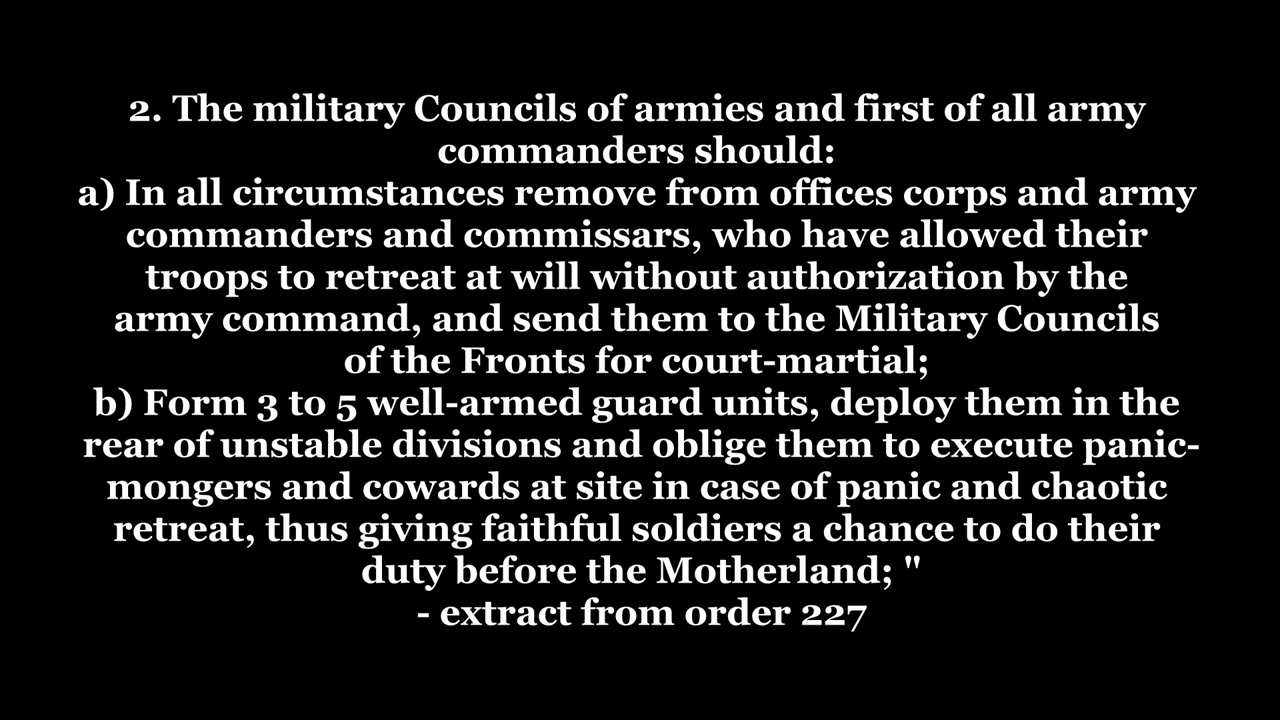 2. The military Councils of armies and first of all army
commanders should:
a) In all circumstances remove from offices corps and army
commanders and commissars, who have allowed their
troops to retreat at will without authorization by the
army command, and send them to the Military Councils
of the Fronts for court-martial;
b) Form 3 to 5 well-armed guard units, deploy them in the
rear of unstable divisions and oblige them to execute panic-
mongers and cowards at site in case of panic and chaotic
retreat, thus giving faithful soldiers a chance to do their
duty before the Motherland; "
- extract from order 227